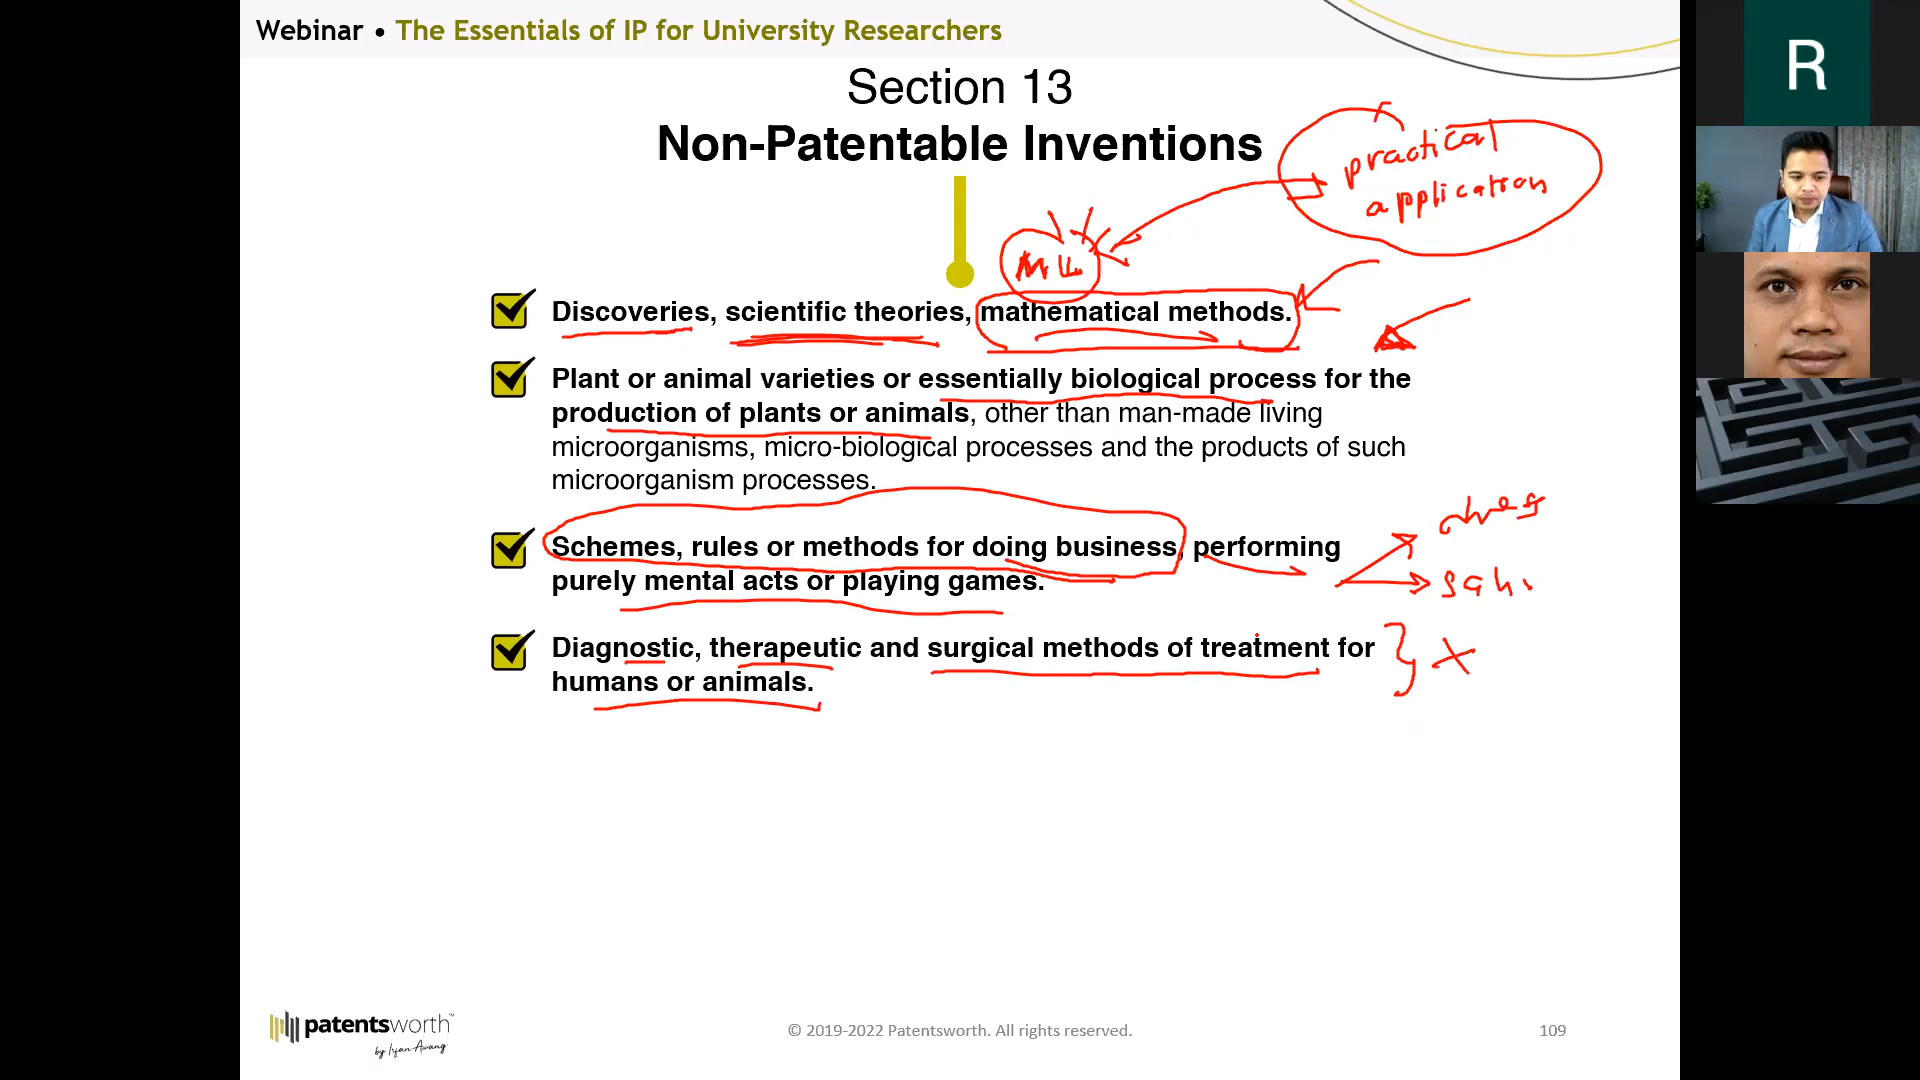 Webinar • The Essentials of IP for University Researchers
R
Section 13
Non-Patentable Inventions
practical
application
Discoveries, scientific theories, mathematical methods.
Plant or animal varieties or essentially biological process for the
production of plants or animals, other than man-made living
microorganisms, micro-biological processes and the products of such
microorganism processes.
Schemes, rules or methods for doing business, performing
purely mental acts or playing games.
Diagnostic, therapeutic and surgical methods of treatment for
humans or animals.
patentsworth™
by Irfan Awang
© 2019-2022 Patentsworth. All rights reserved.
109